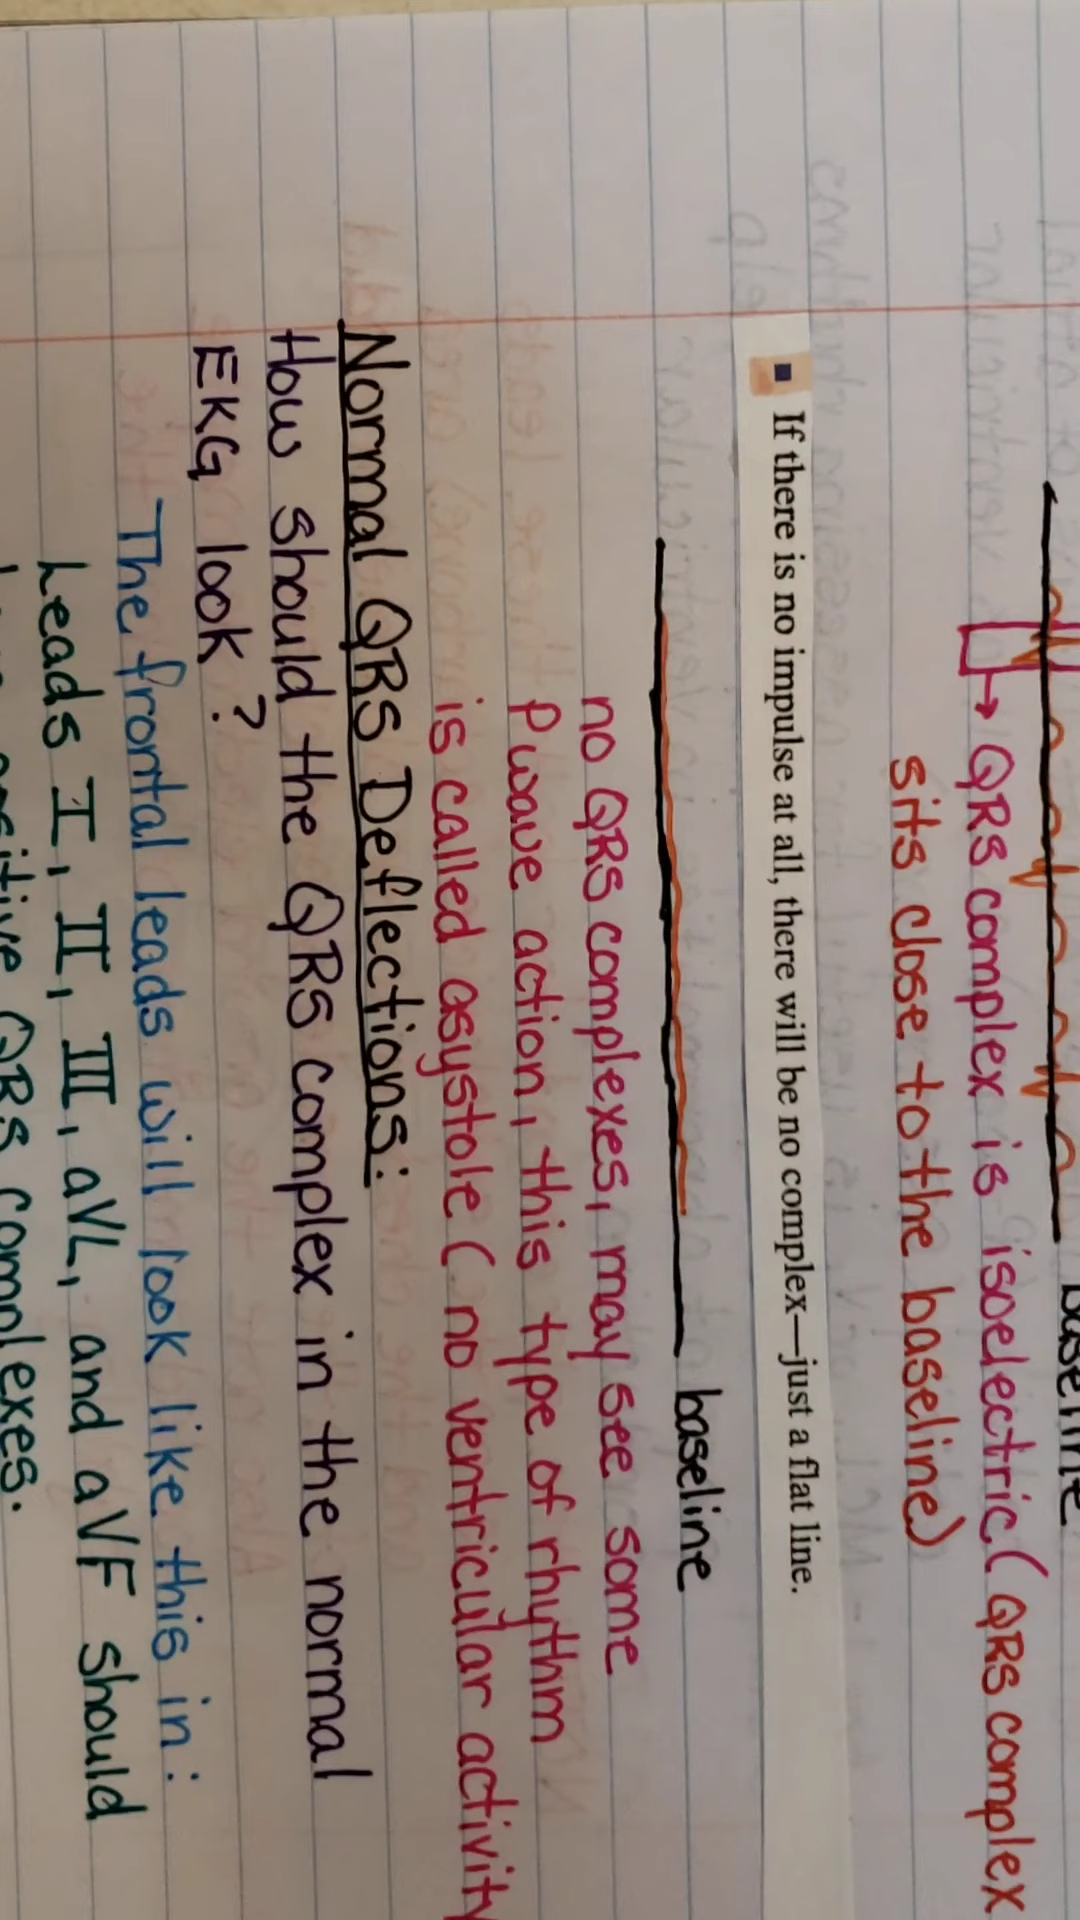 baseline
QRS complex is isoelectric (QRS complex
sits close to the baseline)
▪ If there is no impulse at all, there will be no complex—just a flat line.
baseline
no QRS complexes, may see some
P wave action, this type of rhythm
is called asystole (no ventricular activity
Normal QRS Deflections:
How should the QRS complex in the normal
EKG look?
The frontal leads will look like this in:
Leads I, II, III, aVL, and aVF should
positive QRS complexes.